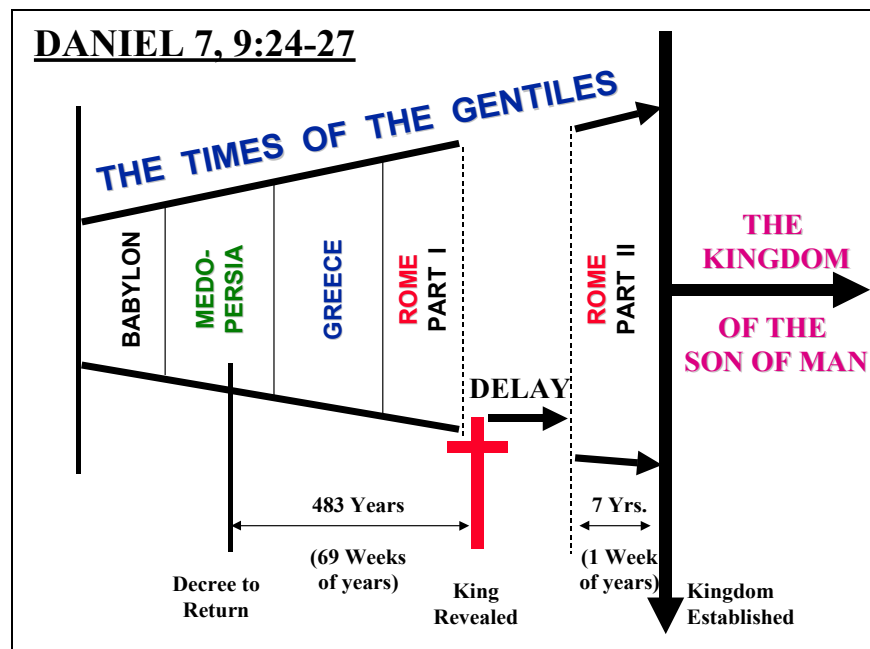 DANIEL 7, 9:24-27
THE TIMES OF THE GENTILES
BABYLON
MEDO-
PERSIA
GREECE
ROME
PART I
ROME
PART II
THE
KINGDOM
OF THE
SON OF MAN
DELAY
483 Years
(69 Weeks
of years)
7 Yrs.
(1 Week
of years)
Decree to
Return
King
Revealed
Kingdom
Established